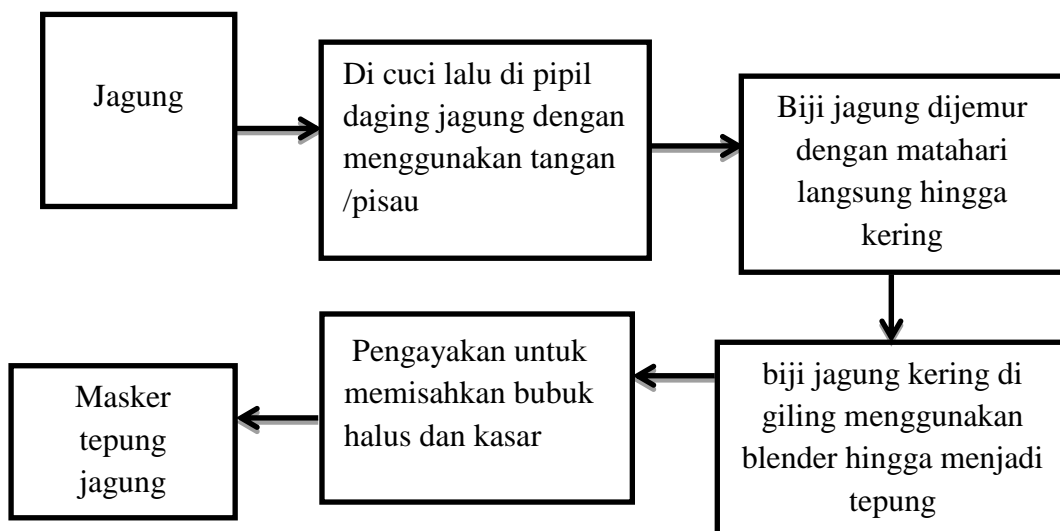 Jagung
Di cuci lalu di pipil
daging jagung dengan
menggunakan tangan
/pisau
Biji jagung dijemur
dengan matahari
langsung hingga
kering
biji jagung kering di
giling menggunakan
blender hingga menjadi
tepung
Pengayakan untuk
memisahkan bubuk
halus dan kasar
Masker
tepung
jagung